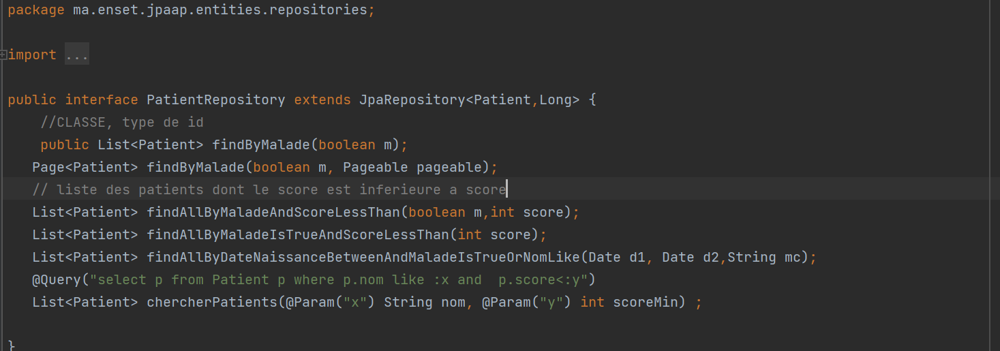 package ma.enset.jpaap.entities.repositories;
import ...
public interface PatientRepository extends JpaRepository<Patient,Long> {
//CLASSE, type de id
public List<Patient> findByMalade(boolean m);
Page<Patient> findByMalade(boolean m, Pageable pageable);
// liste des patients dont le score est inferieure a score
List<Patient> findAllByMaladeAndScoreLessThan(boolean m,int score);
List<Patient> findAllByMaladeIsTrueAndScoreLessThan(int score);
List<Patient> findAllByDateNaissanceBetweenAndMaladeIsTrueOrNomLike(Date d1, Date d2,String mc);
@Query("select p from Patient p where p.nom like :x and  p.score<:y")
List<Patient> chercherPatients(@Param("x") String nom, @Param("y") int scoreMin) ;
}